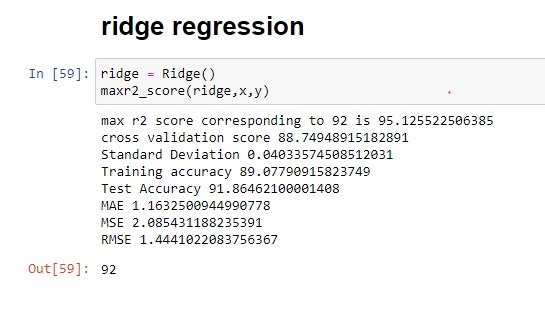 ridge regression
In [59]: ridge = Ridge()
maxr2_score(ridge,x,y)
max r2 score corresponding to 92 is 95.125522506385
cross validation score 88.74948915182891
Standard Deviation 0.04033574508512031
Training accuracy 89.07790915823749
Test Accuracy 91.86462100001408
MAE 1.1632500944990778
MSE 2.085431188235391
RMSE 1.4441022083756367
Out[59]: 92